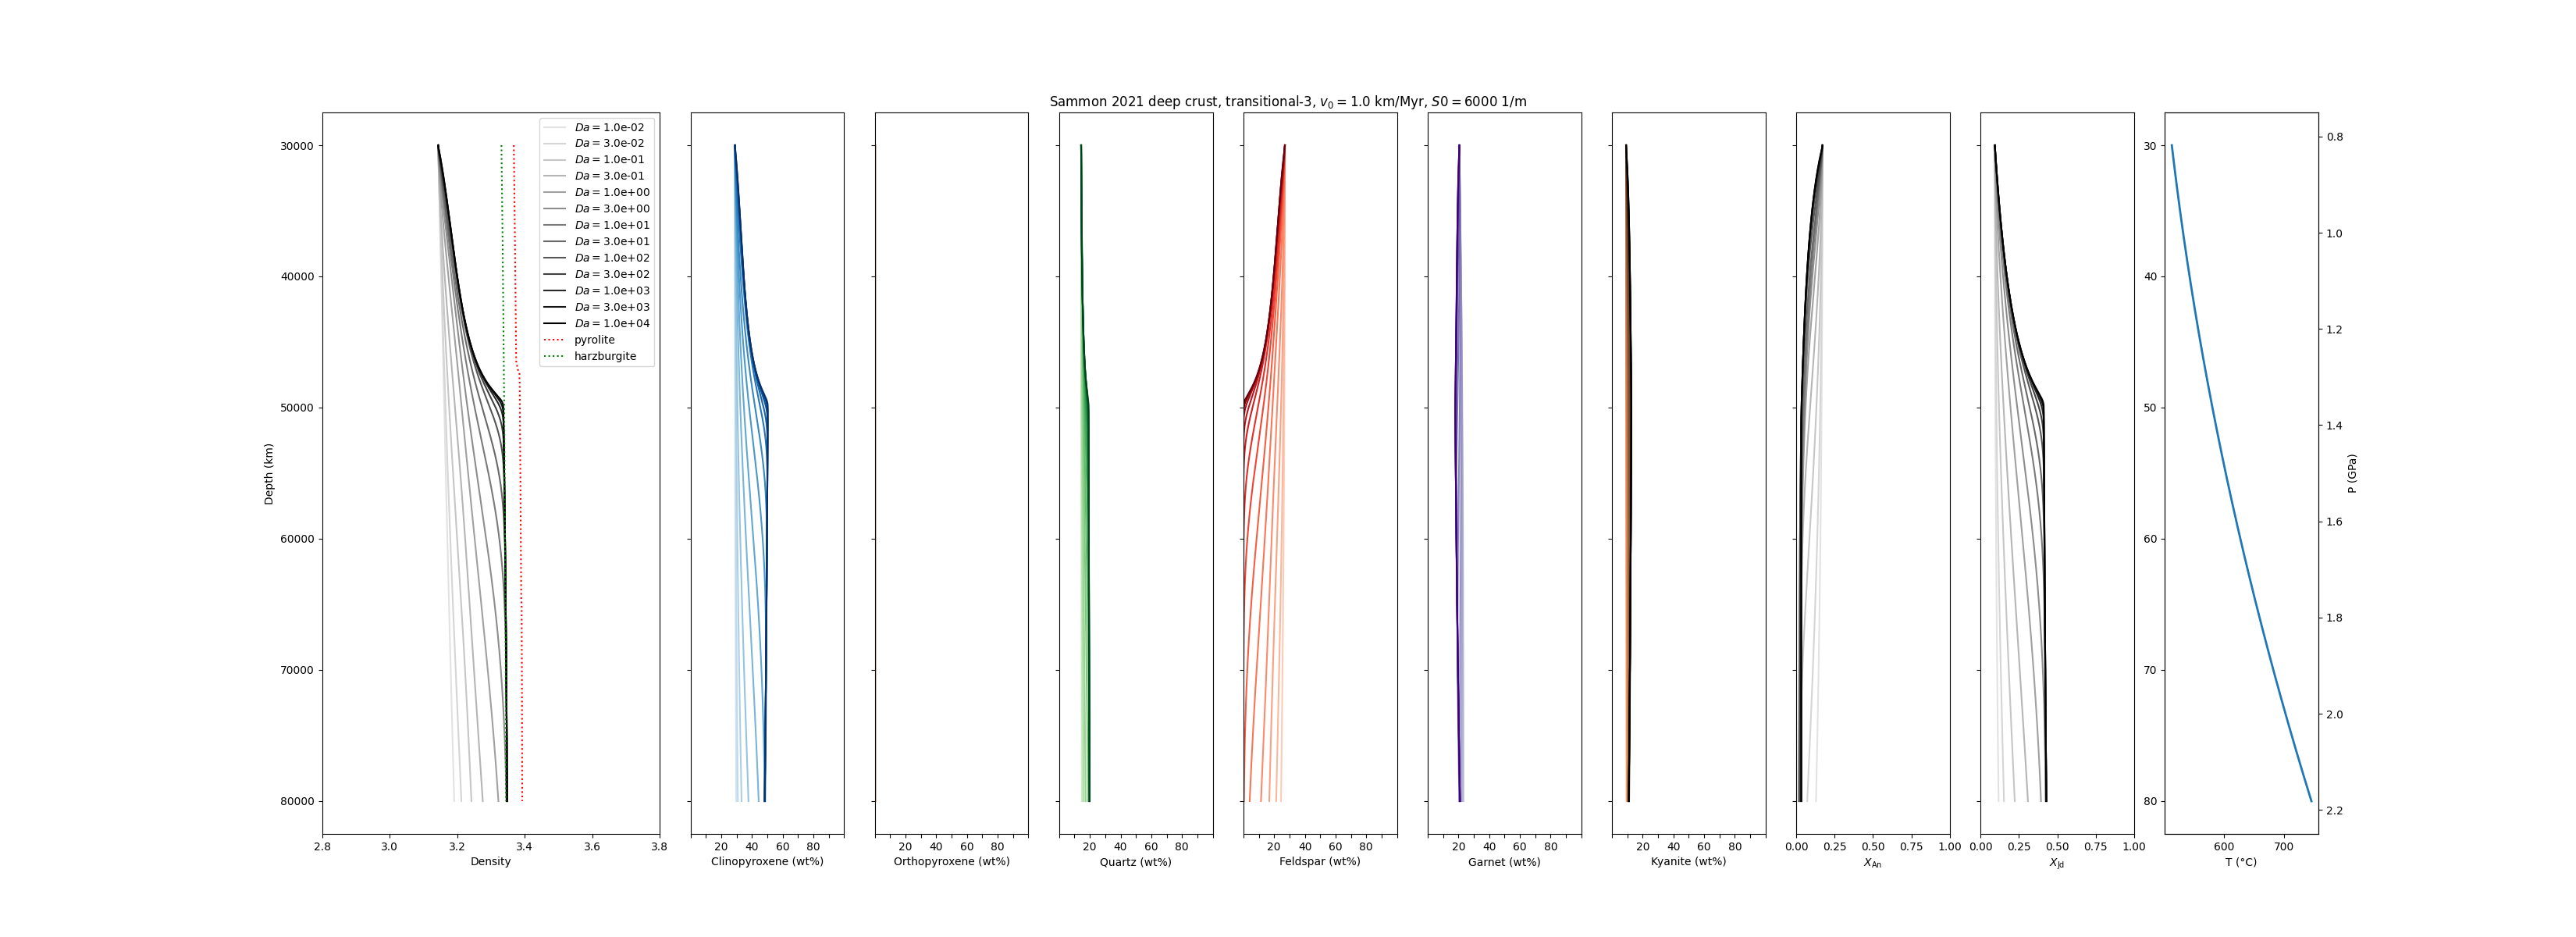 Sammon 2021 deep crust, transitional-3, v₀ = 1.0 km/Myr, S0 = 6000 1/m
Da = 1.0e-02
Da = 3.0e-02
Da = 1.0e-01
Da = 3.0e-01
Da = 1.0e+00
Da = 3.0e+00
Da = 1.0e+01
Da = 3.0e+01
Da = 1.0e+02
Da = 3.0e+02
Da = 1.0e+03
Da = 3.0e+03
Da = 1.0e+04
pyrolite
harzburgite
Depth (km)
30000
40000
50000
60000
70000
80000
2.8 3.0 3.2 3.4 3.6 3.8
Density
20 40 60 80
Clinopyroxene (wt%)
20 40 60 80
Orthopyroxene (wt%)
20 40 60 80
Quartz (wt%)
20 40 60 80
Feldspar (wt%)
20 40 60 80
Garnet (wt%)
20 40 60 80
Kyanite (wt%)
0.00 0.25 0.50 0.75 1.00
X_An
0.00 0.25 0.50 0.75 1.00
X_Jd
30
40
50
60
70
80
600 700
T (°C)
0.8
1.0
1.2
1.4
1.6
1.8
2.0
2.2
P (GPa)